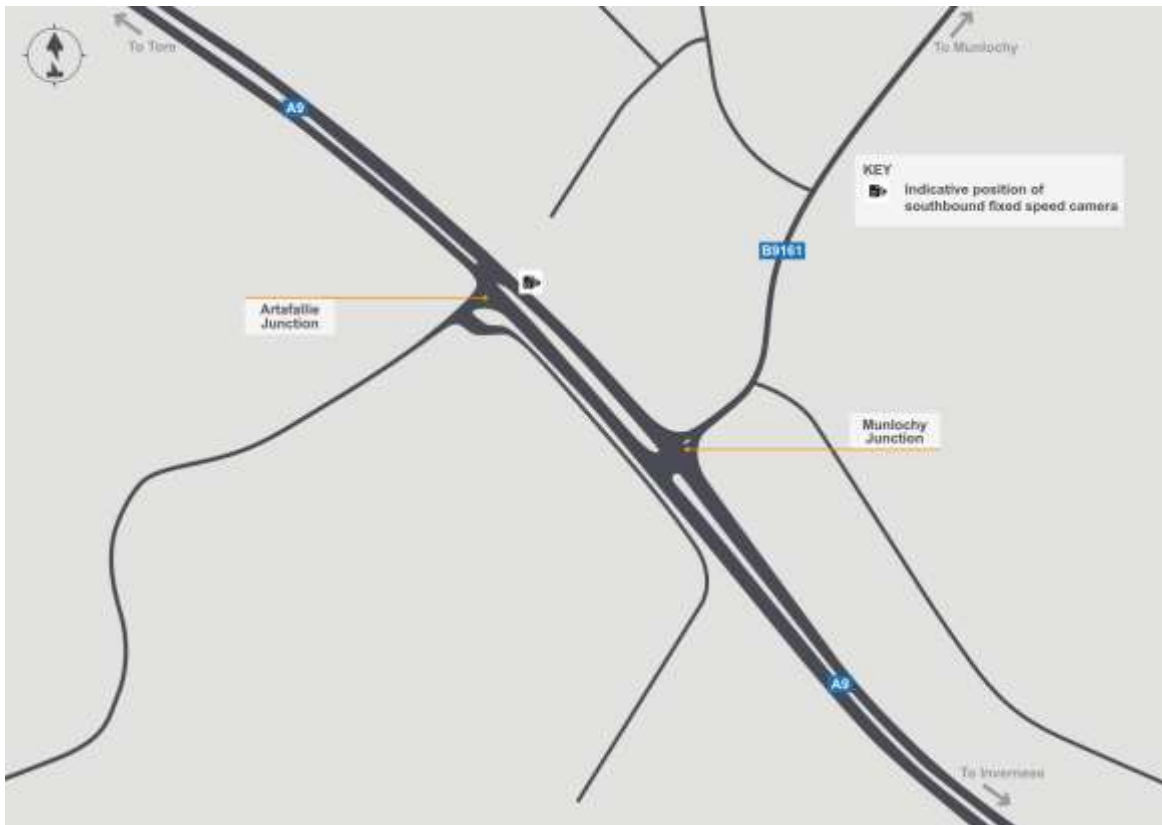 To Tore
To Munlochy
A9
KEY
Indicative position of
southbound fixed speed camera
B9161
Artafallie
Junction
Munlochy
Junction
A9
To Inverness